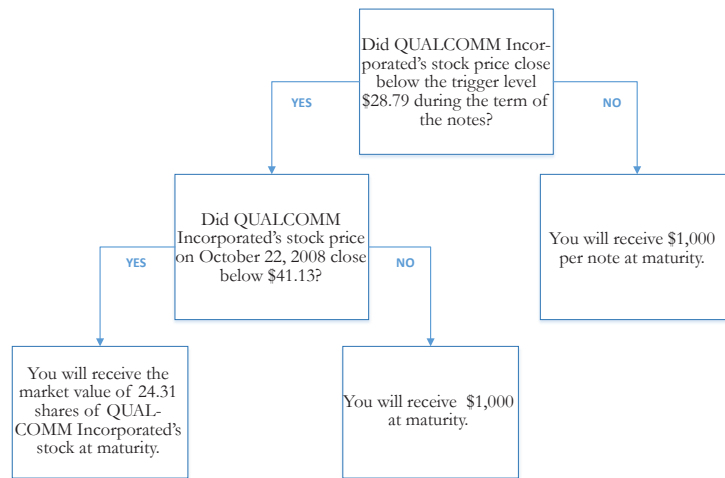 Did QUALCOMM Incor-
porated's stock price close
below the trigger level
$28.79 during the term of
the notes?
YES
NO
Did QUALCOMM
Incorporated's stock price
on October 22, 2008 close
below $41.13?
You will receive $1,000
per note at maturity.
YES
NO
You will receive the
market value of 24.31
shares of QUAL-
COMM Incorporated's
stock at maturity.
You will receive $1,000
at maturity.